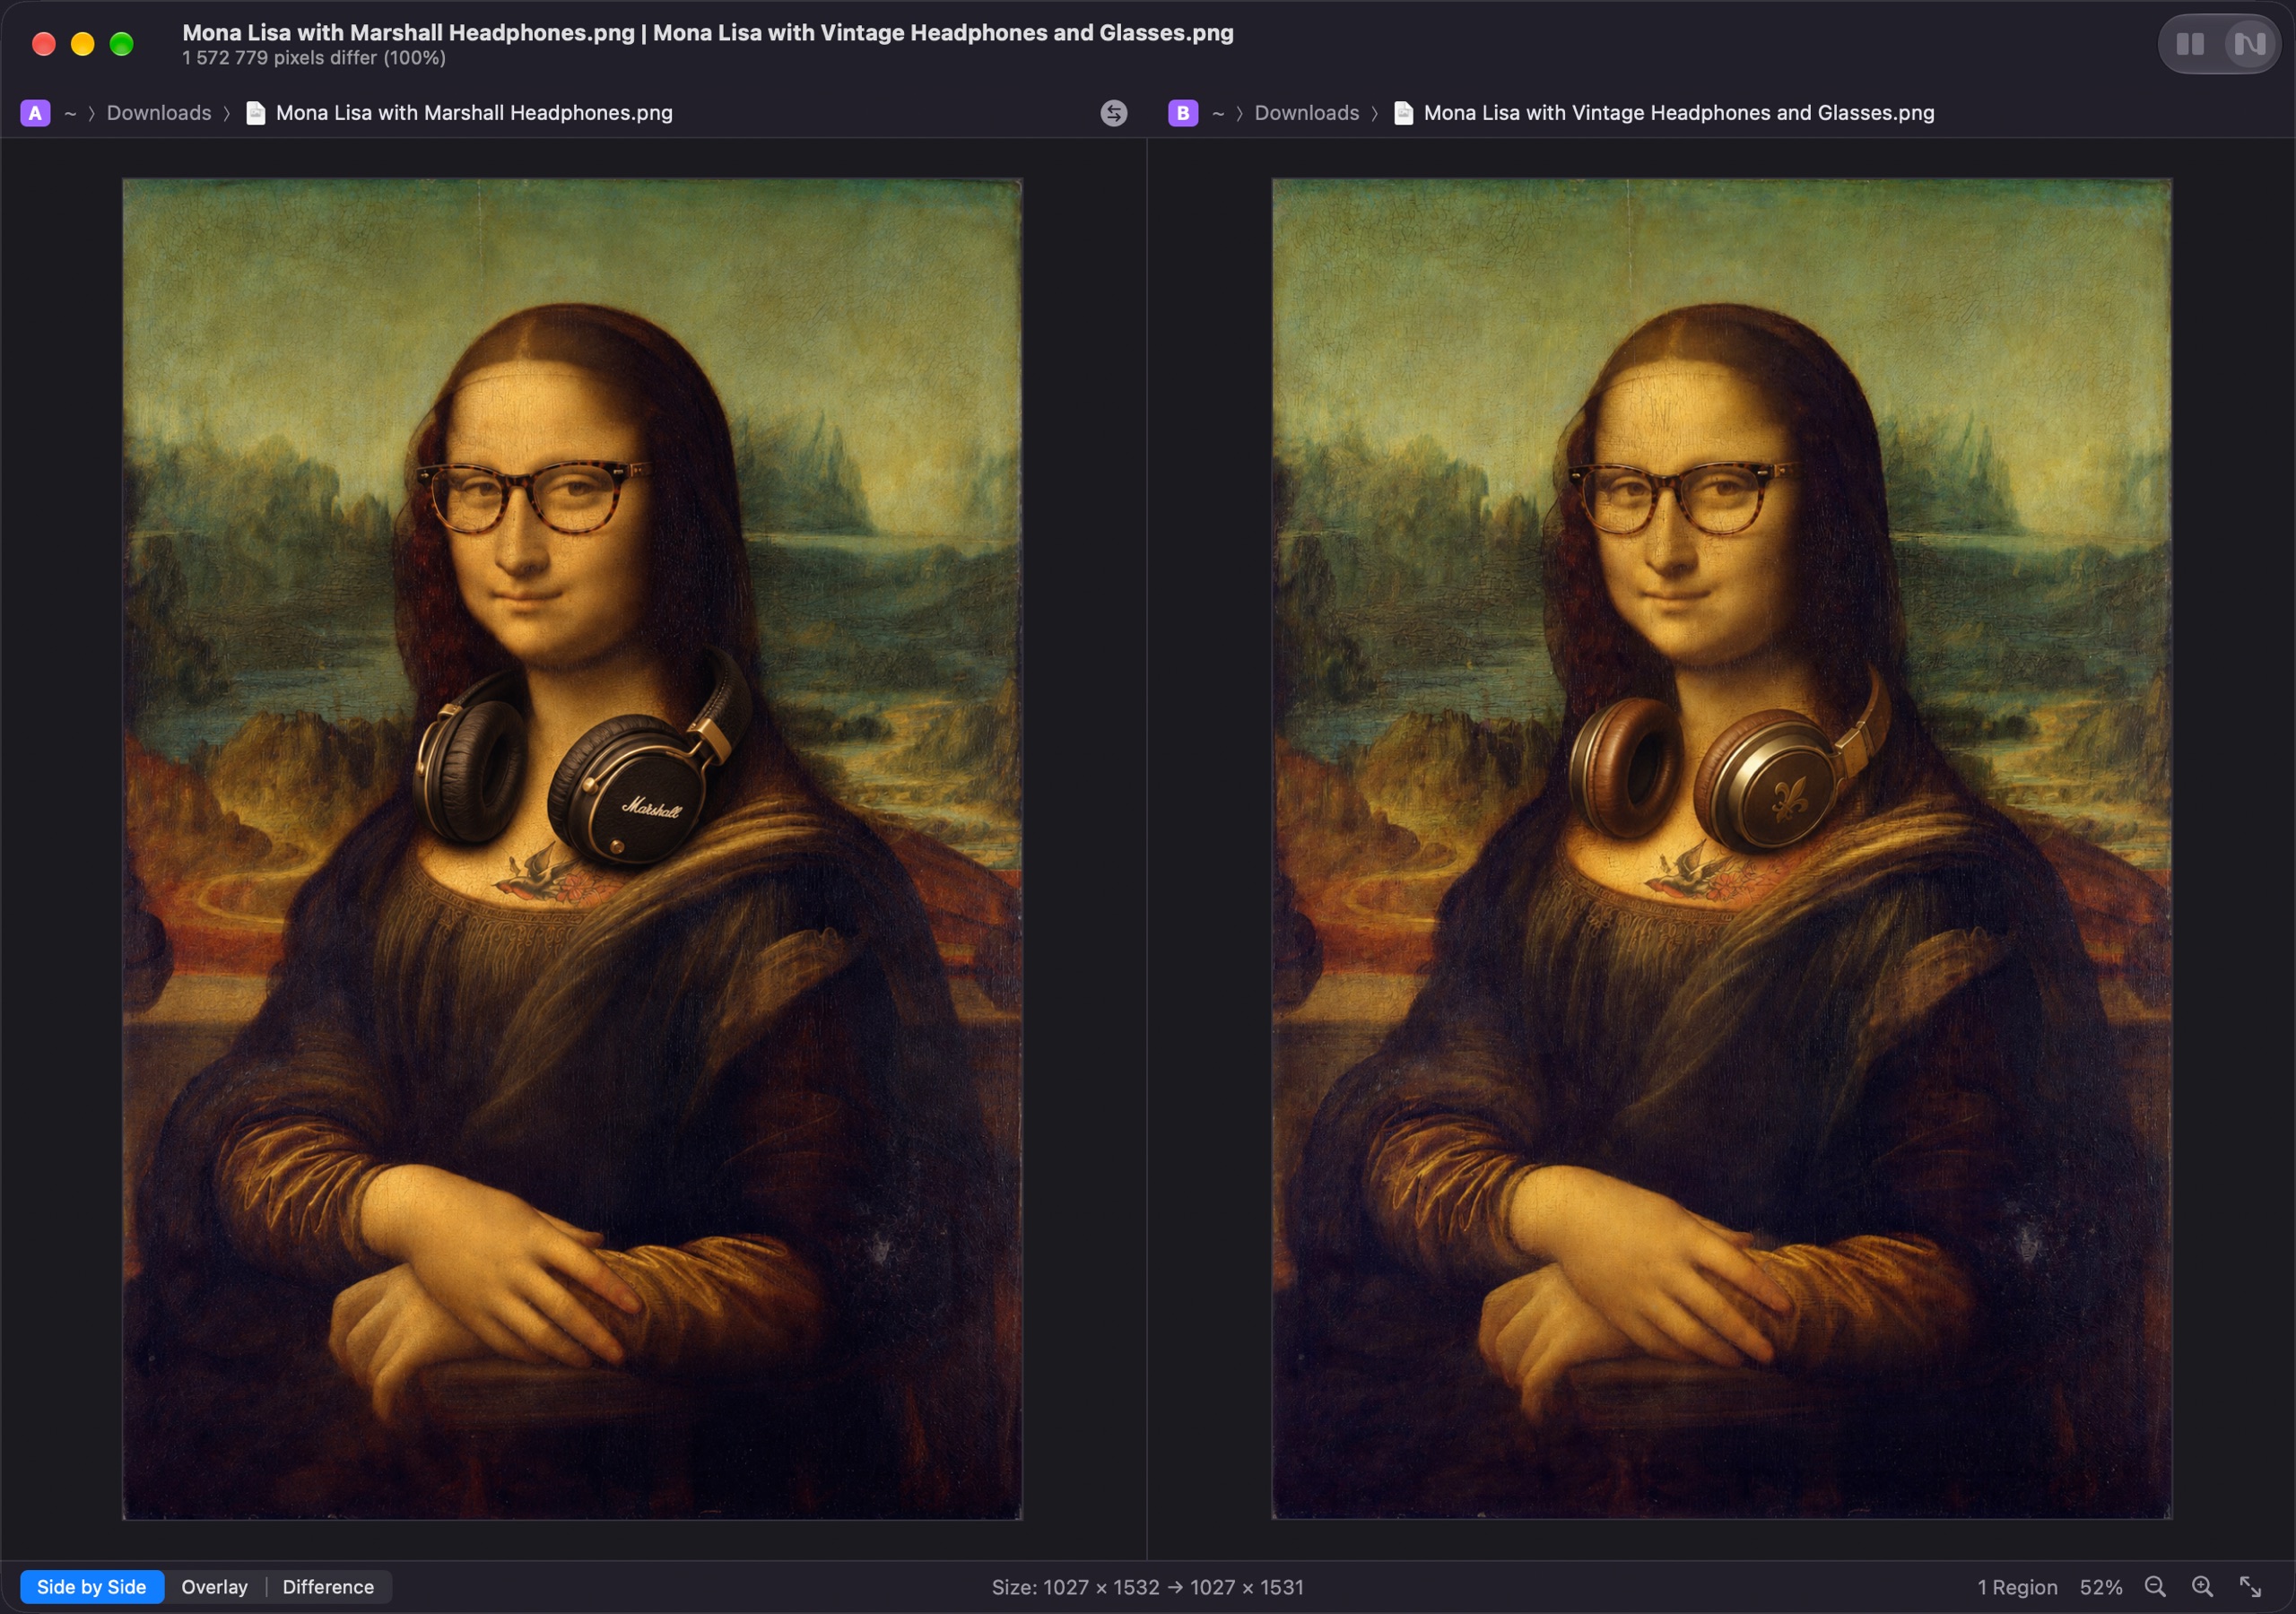 Mona Lisa with Marshall Headphones.png | Mona Lisa with Vintage Headphones and Glasses.png
1 572 779 pixels differ (100%)
A ~ 〉 Downloads 〉 Mona Lisa with Marshall Headphones.png
B ~ 〉 Downloads 〉 Mona Lisa with Vintage Headphones and Glasses.png
Marshall
Side by Side Overlay Difference
Size: 1027 × 1532 → 1027 × 1531
1 Region 52%